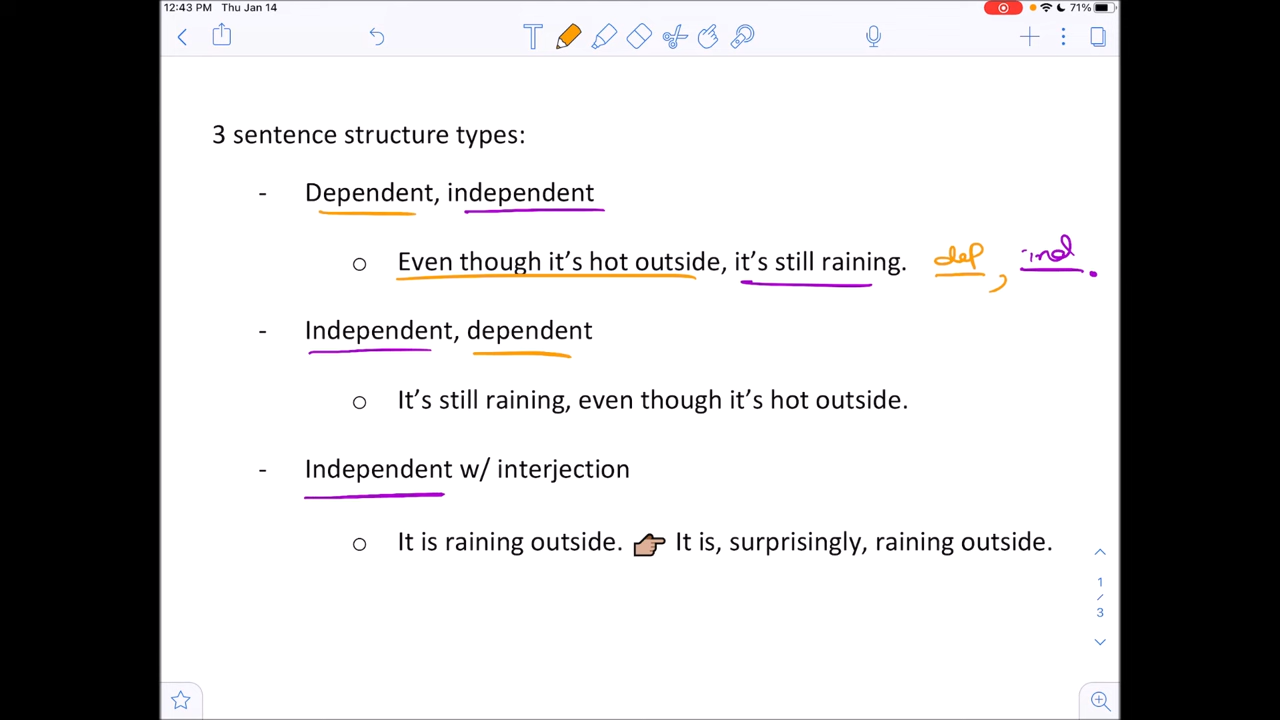 12:43 PM Thu Jan 14 71%
T
3 sentence structure types:
- Dependent, independent
o Even though it's hot outside, it's still raining. dep, ind.
- Independent, dependent
o It's still raining, even though it's hot outside.
- Independent w/ interjection
o It is raining outside. 👉 It is, surprisingly, raining outside.
1
/
3